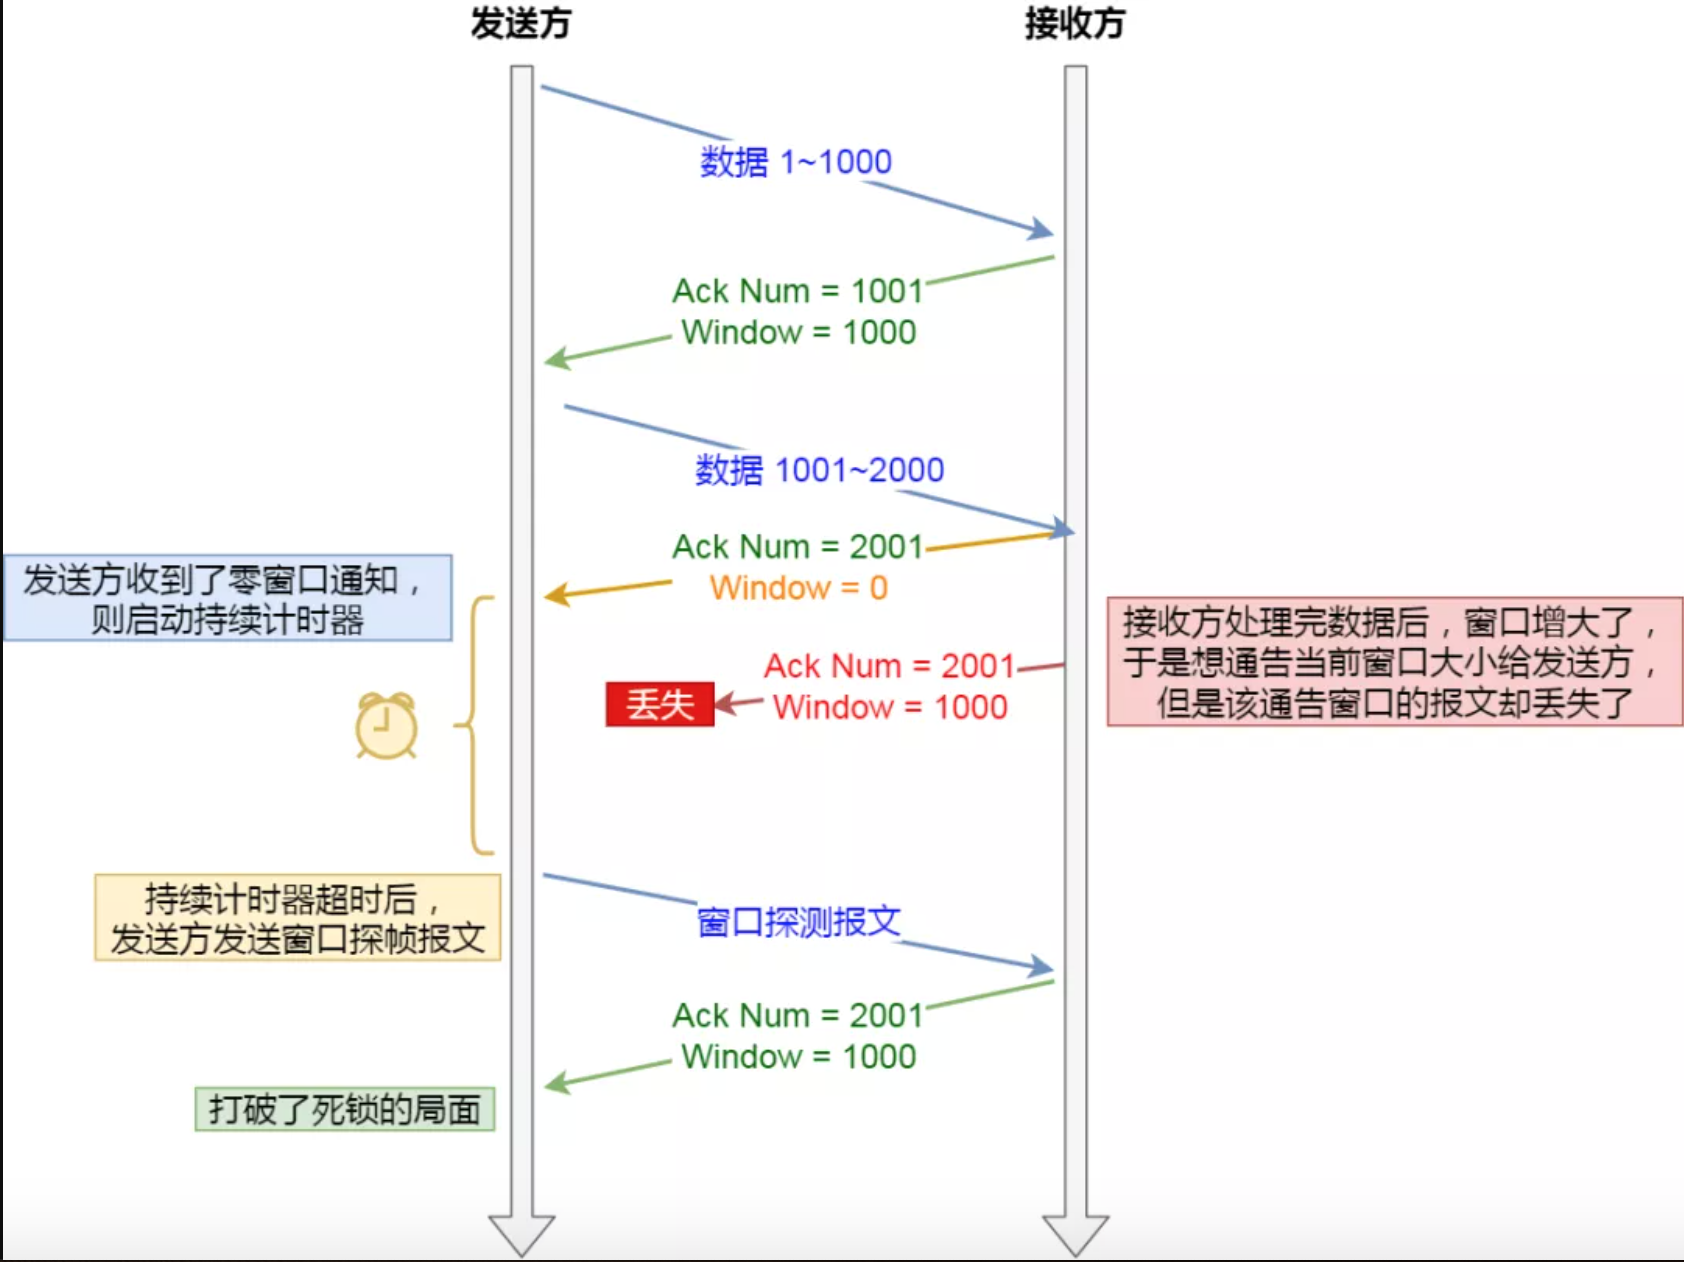 发送方
接收方
数据 1~1000
Ack Num = 1001
Window = 1000
数据 1001~2000
Ack Num = 2001
Window = 0
发送方收到了零窗口通知，
则启动持续计时器
接收方处理完数据后，窗口增大了，
于是想通告当前窗口大小给发送方，
但是该通告窗口的报文却丢失了
Ack Num = 2001
Window = 1000
丢失
持续计时器超时后，
发送方发送窗口探帧报文
窗口探测报文
Ack Num = 2001
Window = 1000
打破了死锁的局面